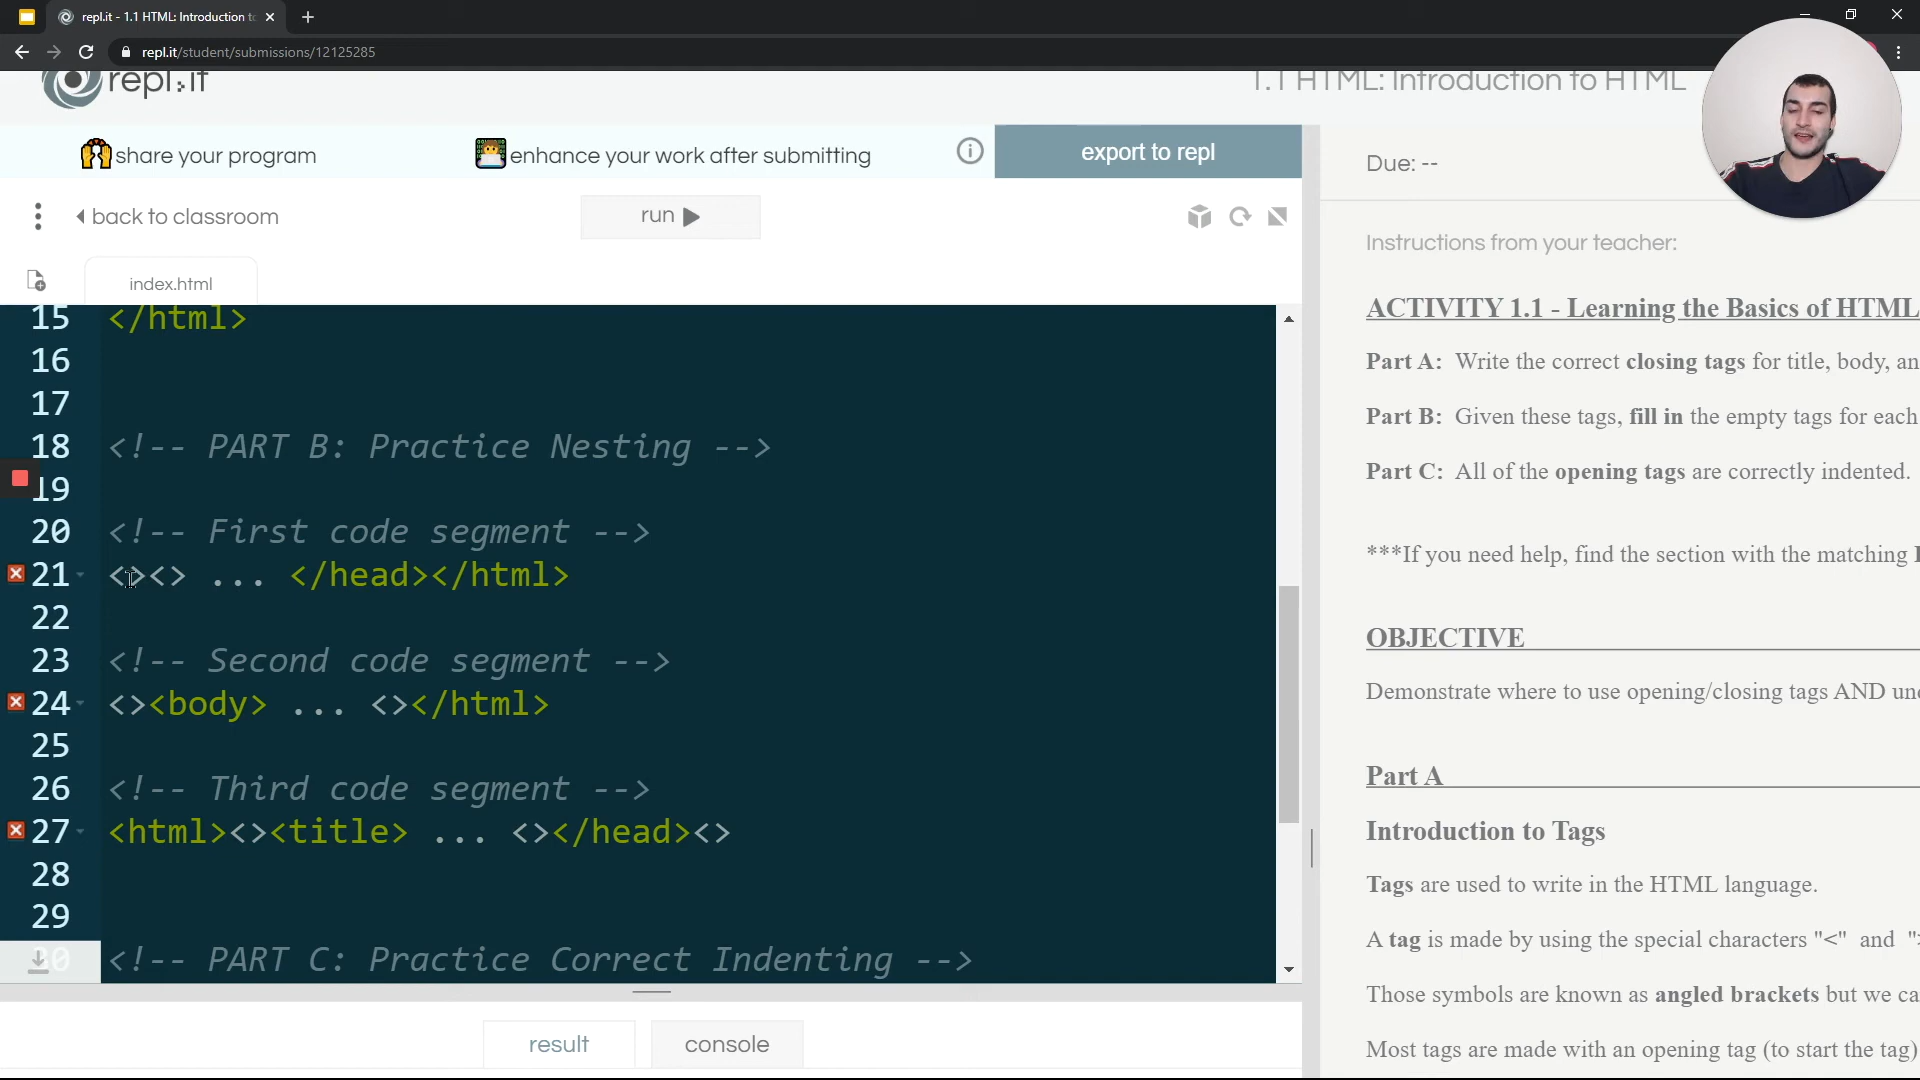 repl.it - 1.1 HTML: Introduction to
repl.it/student/submissions/12125285
repl.it
1.1 HTML: Introduction to HTML
share your program
enhance your work after submitting
export to repl
Due: --
back to classroom
run
Instructions from your teacher:
index.html
15 </html>
16
17
18 <!-- PART B: Practice Nesting -->
19
20 <!-- First code segment -->
21 <><> ... </head></html>
22
23 <!-- Second code segment -->
24 <><body> ... <></html>
25
26 <!-- Third code segment -->
27 <html><><title> ... <></head><>
28
29
30 <!-- PART C: Practice Correct Indenting -->
result
console
ACTIVITY 1.1 - Learning the Basics of HTML
Part A: Write the correct closing tags for title, body, an
Part B: Given these tags, fill in the empty tags for each
Part C: All of the opening tags are correctly indented.
***If you need help, find the section with the matching
OBJECTIVE
Demonstrate where to use opening/closing tags AND
Part A
Introduction to Tags
Tags are used to write in the HTML language.
A tag is made by using the special characters "<" and ">
Those symbols are known as angled brackets but we ca
Most tags are made with an opening tag (to start the tag)